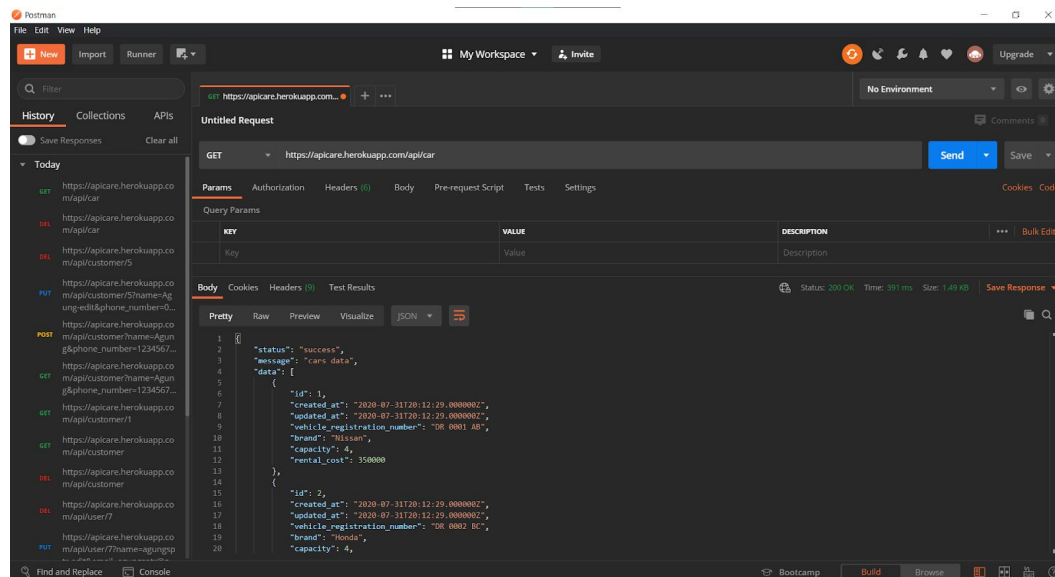 Postman
File Edit View Help
New Import Runner My Workspace Invite Upgrade
Filter
History Collections APIs
Save Responses Clear all
Today
GET https://apicare.herokuapp.co
m/api/car
DEL https://apicare.herokuapp.co
m/api/car
DEL https://apicare.herokuapp.co
m/api/customer/5
PUT https://apicare.herokuapp.co
m/api/customer/5?name=Ag
ung-edit&phone_number=0...
POST https://apicare.herokuapp.co
m/api/customer?name=Agun
g&phone_number=1234567...
GET https://apicare.herokuapp.co
m/api/customer?name=Agun
g&phone_number=1234567...
GET https://apicare.herokuapp.co
m/api/customer/1
GET https://apicare.herokuapp.co
m/api/customer
DEL https://apicare.herokuapp.co
m/api/customer
DEL https://apicare.herokuapp.co
m/api/user/7
PUT https://apicare.herokuapp.co
m/api/user/7?name=agungsp
GET https://apicare.herokuapp.com...
No Environment
Untitled Request
Comments 0
GET https://apicare.herokuapp.com/api/car
Send Save
Params Authorization Headers (6) Body Pre-request Script Tests Settings Cookies Cod
Query Params
KEY VALUE DESCRIPTION Bulk Edit
Key Value Description
Body Cookies Headers (9) Test Results Status: 200 OK Time: 391 ms Size: 1.49 KB Save Response
Pretty Raw Preview Visualize JSON
1 {
2 "status": "success",
3 "message": "cars data",
4 "data": [
5 {
6 "id": 1,
7 "created_at": "2020-07-31T20:12:29.000000Z",
8 "updated_at": "2020-07-31T20:12:29.000000Z",
9 "vehicle_registration_number": "DR 0001 AB",
10 "brand": "Nissan",
11 "capacity": 4,
12 "rental_cost": 350000
13 },
14 {
15 "id": 2,
16 "created_at": "2020-07-31T20:12:29.000000Z",
17 "updated_at": "2020-07-31T20:12:29.000000Z",
18 "vehicle_registration_number": "DR 0002 BC",
19 "brand": "Honda",
20 "capacity": 4,
Find and Replace Console Bootcamp Build Browse